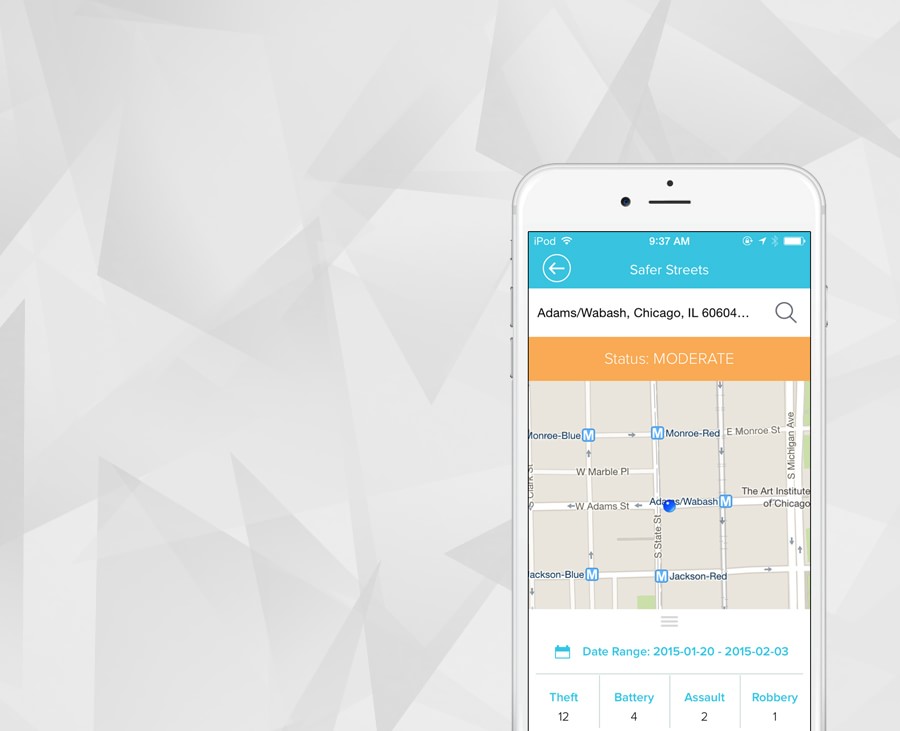 iPod 9:37 AM
Safer Streets
Adams/Wabash, Chicago, IL 60604...
Status: MODERATE
S Michigan Ave
Monroe-Blue M
M Monroe-Red
E Monroe St
W Marble Pl
The Art Institute
of Chicago
Adams/Wabash M
W Adams St
S State St
Jackson-Blue M
M Jackson-Red
Date Range: 2015-01-20 - 2015-02-03
Theft Battery Assault Robbery
12 4 2 1